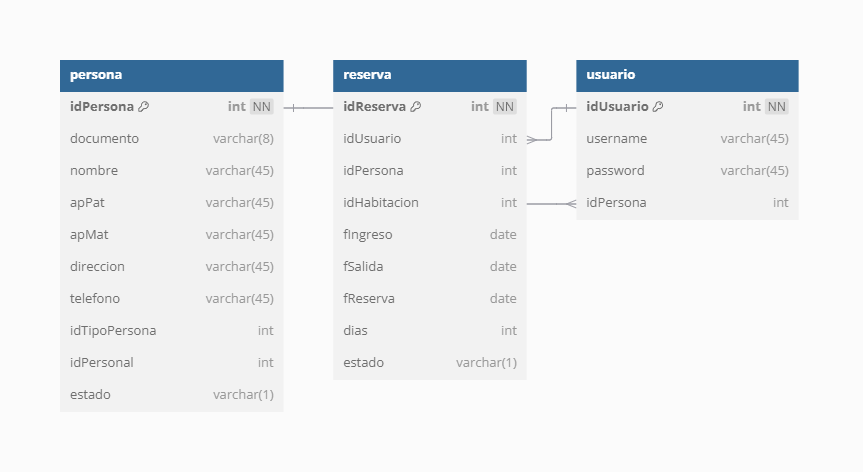 persona
idPersona int NN
documento varchar(8)
nombre varchar(45)
apPat varchar(45)
apMat varchar(45)
direccion varchar(45)
telefono varchar(45)
idTipoPersona int
idPersonal int
estado varchar(1)
reserva
idReserva int NN
idUsuario int
idPersona int
idHabitacion int
fIngreso date
fSalida date
fReserva date
dias int
estado varchar(1)
usuario
idUsuario int NN
username varchar(45)
password varchar(45)
idPersona int